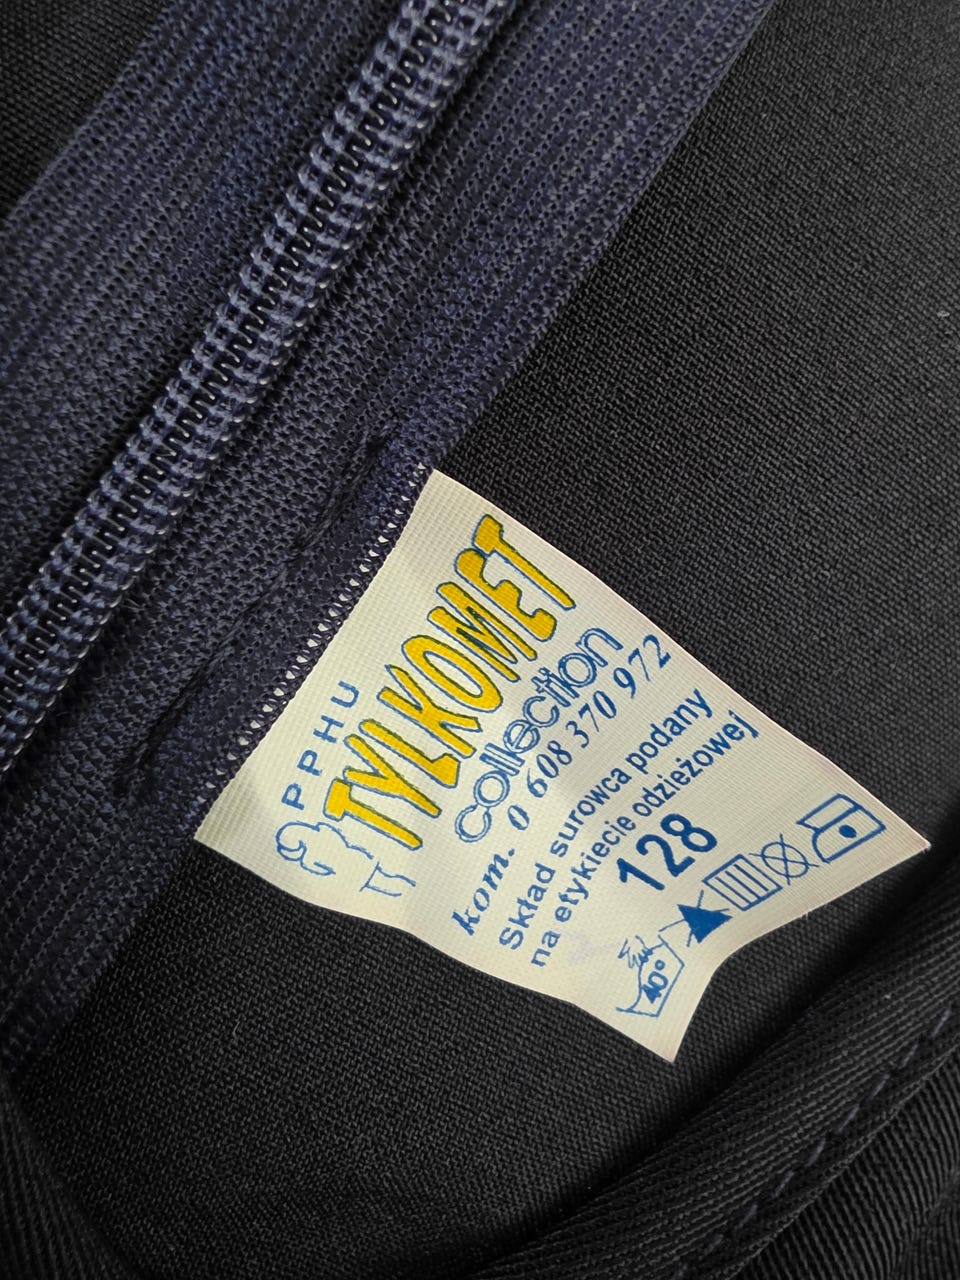 PPHU
TYLKOMET
collection
kom. 0 608 370 972
Skład surowca podany
na etykiecie odzieżowej
128
40°